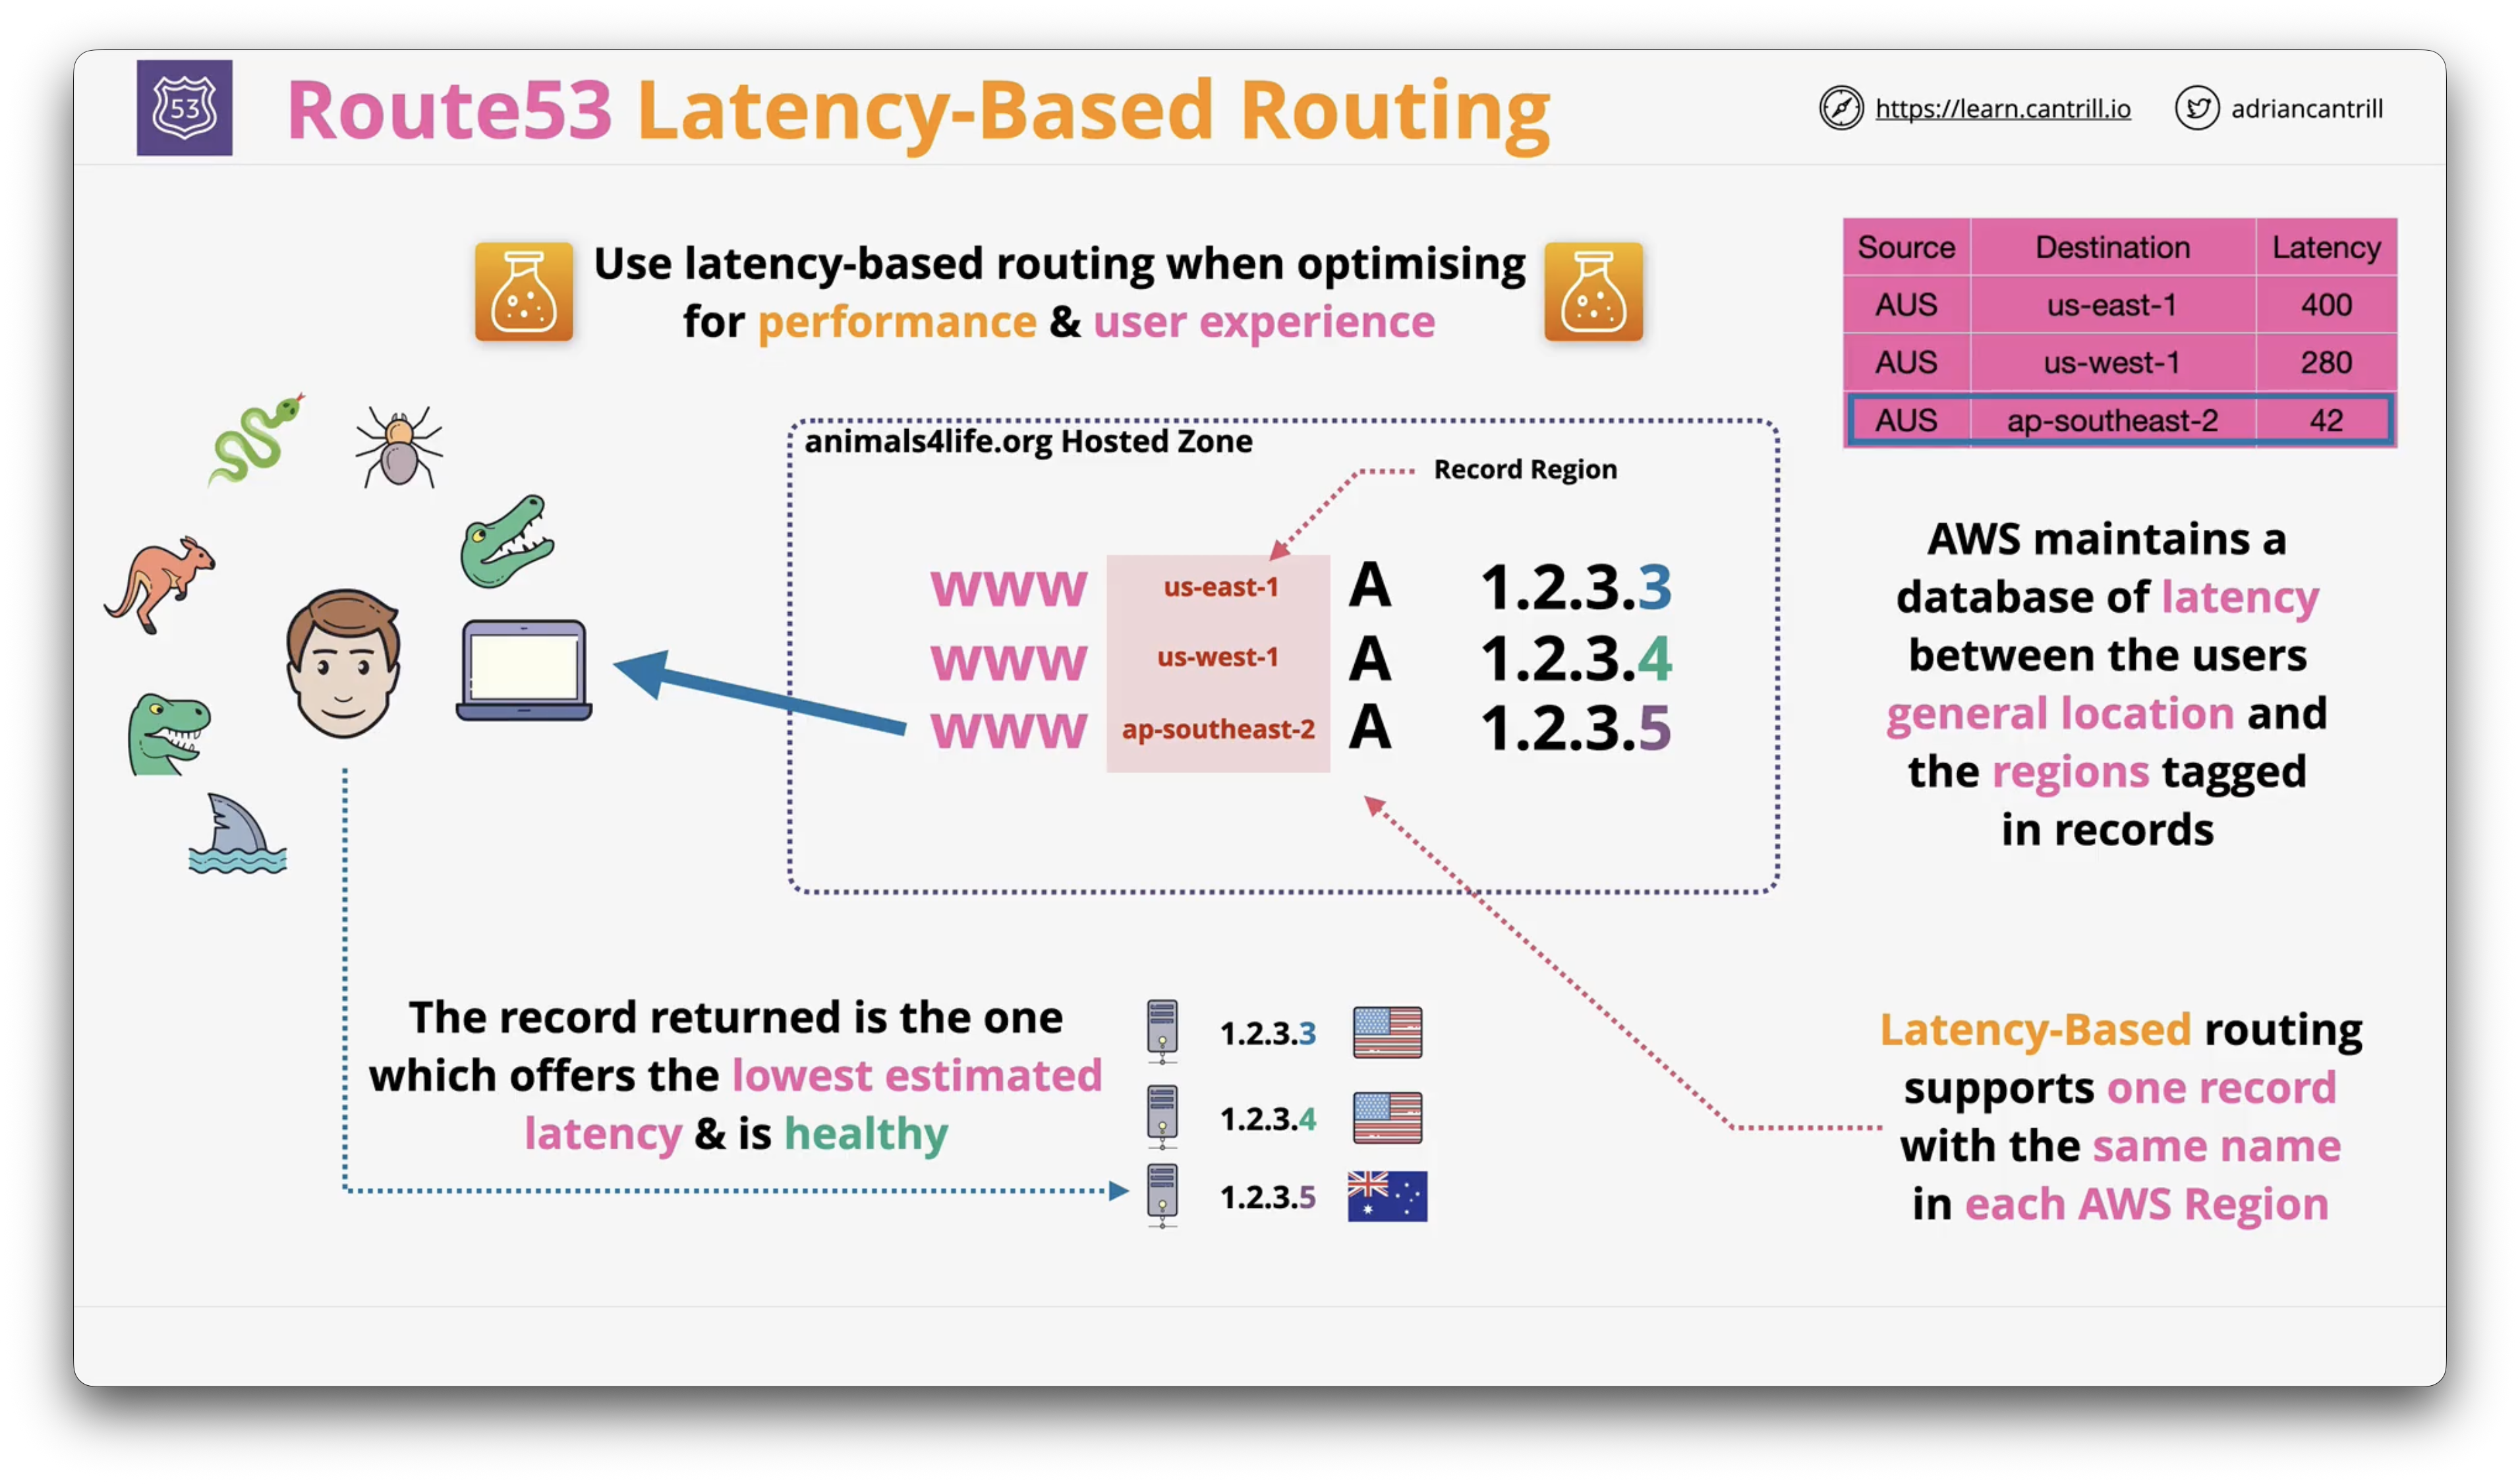 53
Route53 Latency-Based Routing
https://learn.cantrill.io
adriancantrill
Use latency-based routing when optimising
for performance & user experience
Source Destination Latency
AUS us-east-1 400
AUS us-west-1 280
AUS ap-southeast-2 42
animals4life.org Hosted Zone
Record Region
www us-east-1 A 1.2.3.3
www us-west-1 A 1.2.3.4
www ap-southeast-2 A 1.2.3.5
AWS maintains a
database of latency
between the users
general location and
the regions tagged
in records
The record returned is the one
which offers the lowest estimated
latency & is healthy
1.2.3.3
1.2.3.4
1.2.3.5
Latency-Based routing
supports one record
with the same name
in each AWS Region